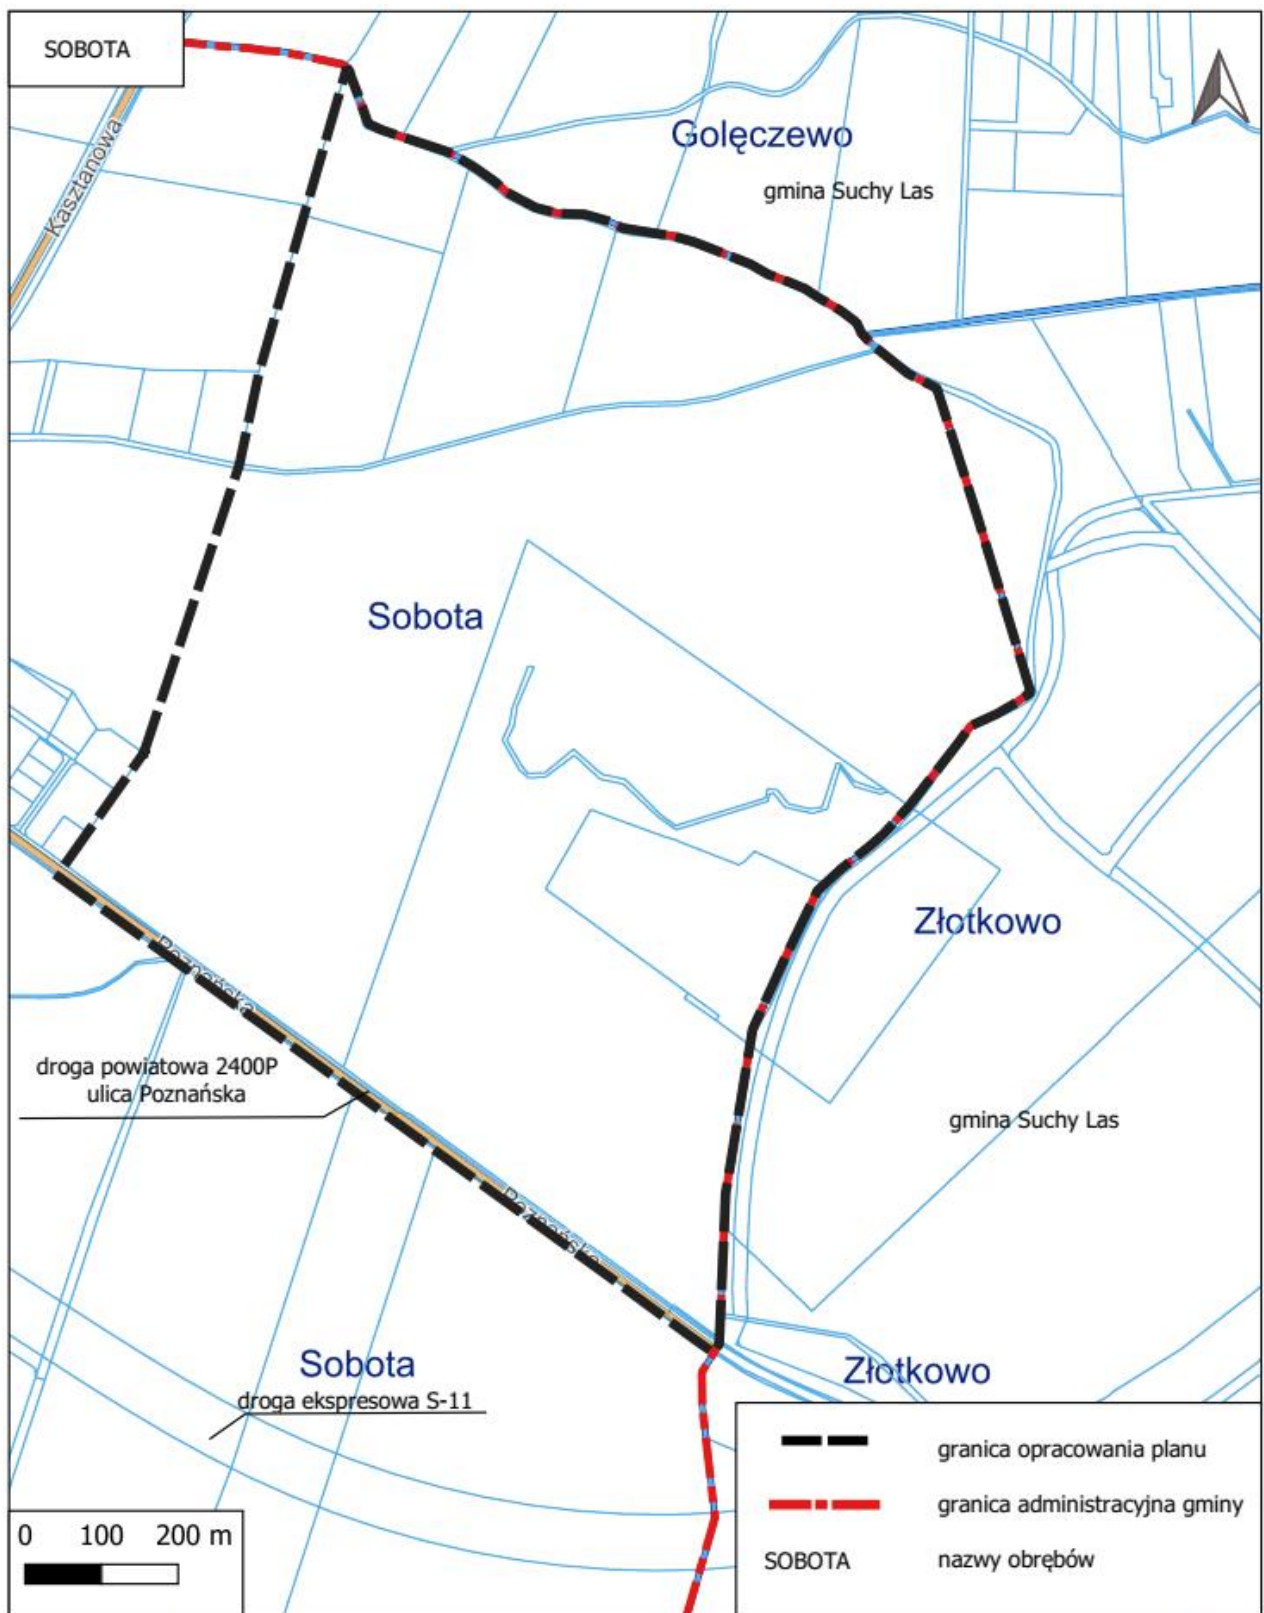 SOBOTA
Kasztanowa
Golęczewo
gmina Suchy Las
Sobota
Złotkowo
Poznańska
droga powiatowa 2400P
ulica Poznańska
gmina Suchy Las
Poznańska
Sobota
Złotkowo
droga ekspresowa S-11
granica opracowania planu
granica administracyjna gminy
SOBOTA nazwy obrębów
0 100 200 m